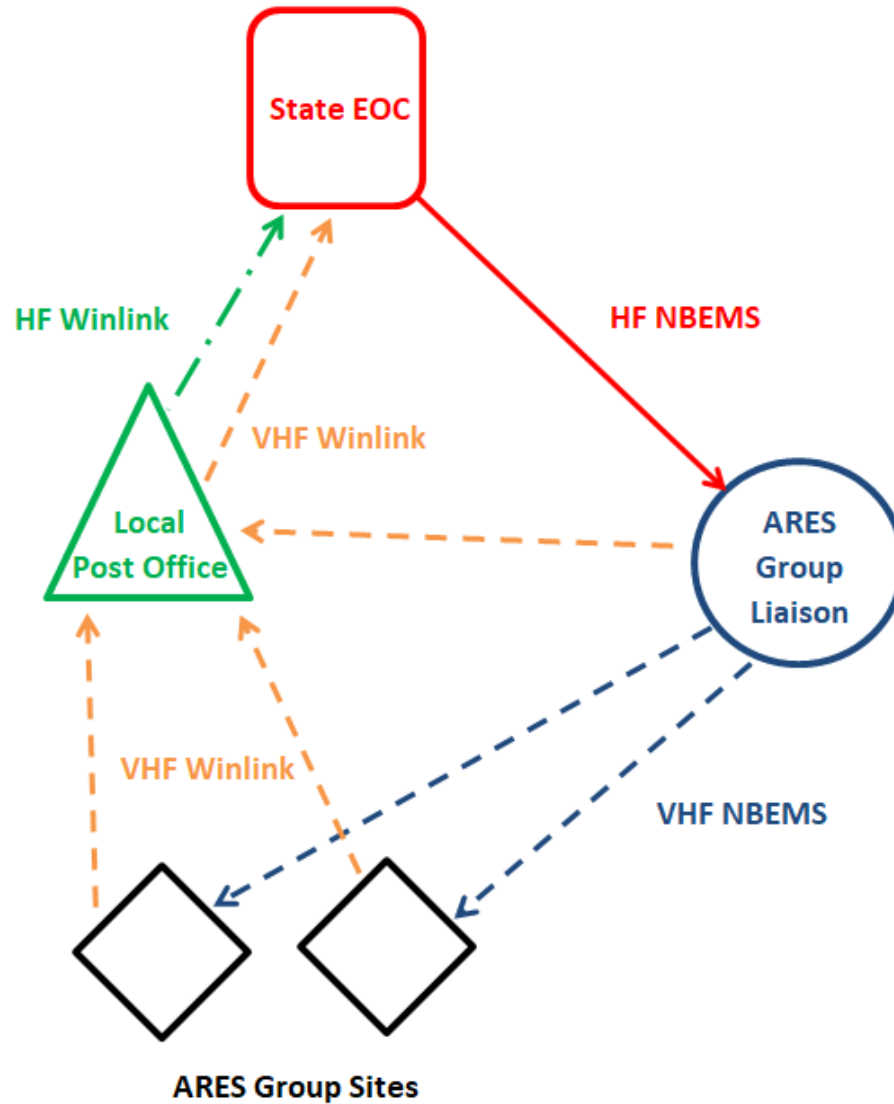 State EOC
HF Winlink
HF NBEMS
VHF Winlink
Local
Post Office
ARES
Group
Liaison
VHF Winlink
VHF NBEMS
ARES Group Sites